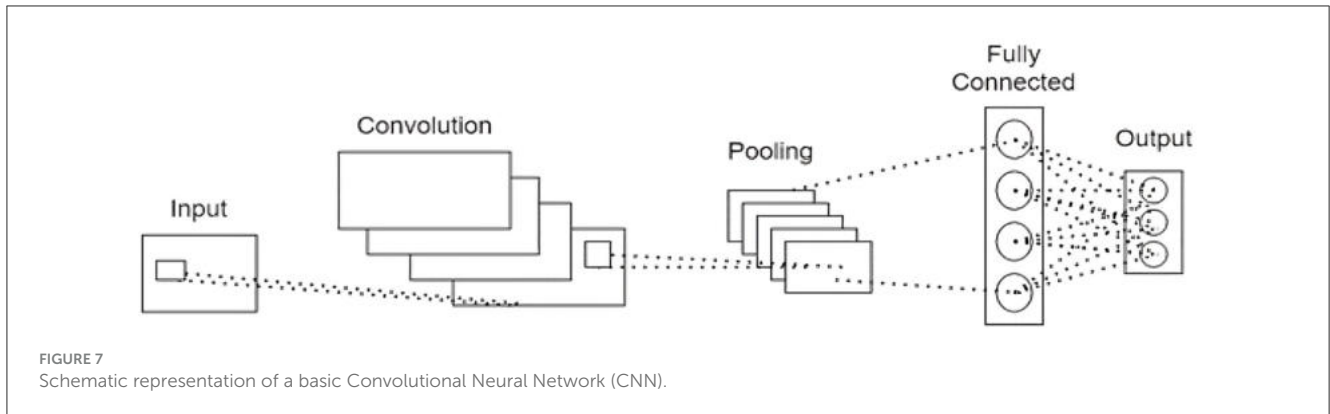 Input
Convolution
Pooling
Fully
Connected
Output
FIGURE 7
Schematic representation of a basic Convolutional Neural Network (CNN).